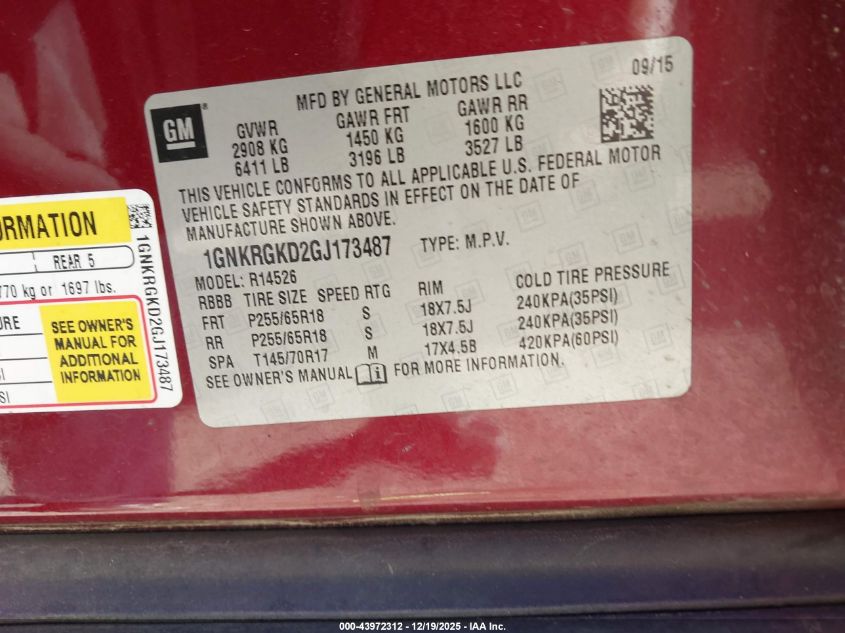 09/15
MFD BY GENERAL MOTORS LLC
GM®
GVWR GAWR FRT GAWR RR
2908 KG 1450 KG 1600 KG
6411 LB 3196 LB 3527 LB
THIS VEHICLE CONFORMS TO ALL APPLICABLE U.S. FEDERAL MOTOR
VEHICLE SAFETY STANDARDS IN EFFECT ON THE DATE OF
MANUFACTURE SHOWN ABOVE.
1GNKRGKD2GJ173487 TYPE: M.P.V.
MODEL: R14526
RBBB TIRE SIZE SPEED RTG RIM COLD TIRE PRESSURE
FRT P255/65R18 S 18X7.5J 240KPA(35PSI)
RR P255/65R18 S 18X7.5J 240KPA(35PSI)
SPA T145/70R17 M 17X4.5B 420KPA(60PSI)
SEE OWNER'S MANUAL FOR MORE INFORMATION.
ORMATION
REAR 5
770 kg or 1697 lbs.
URE
SEE OWNER'S
MANUAL FOR
ADDITIONAL
INFORMATION
SI
SI
1GNKRGKD2GJ173487
000-43972312 - 12/19/2025 - IAA Inc.